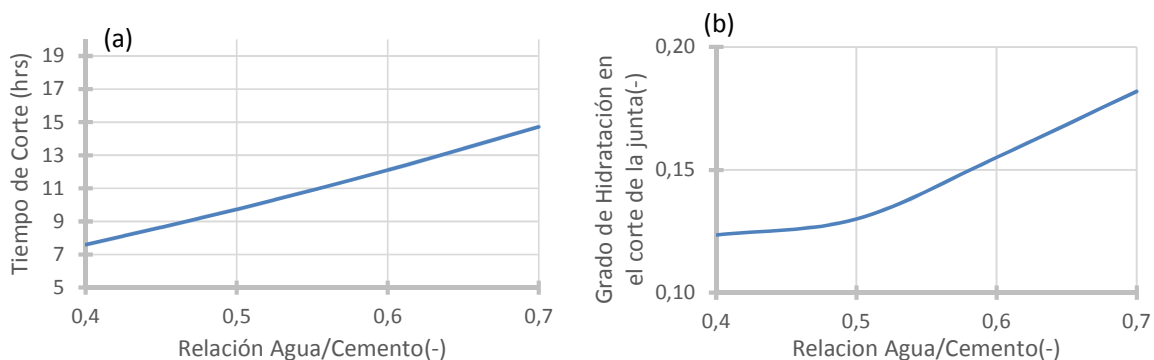 (a)
Tiempo de Corte (hrs)
19
17
15
13
11
9
7
5
0,4
0,5
0,6
0,7
Relación Agua/Cemento(-)
(b)
Grado de Hidratación en
el corte de la junta(-)
0,20
0,15
0,10
0,4
0,5
0,6
0,7
Relacion Agua/Cemento(-)